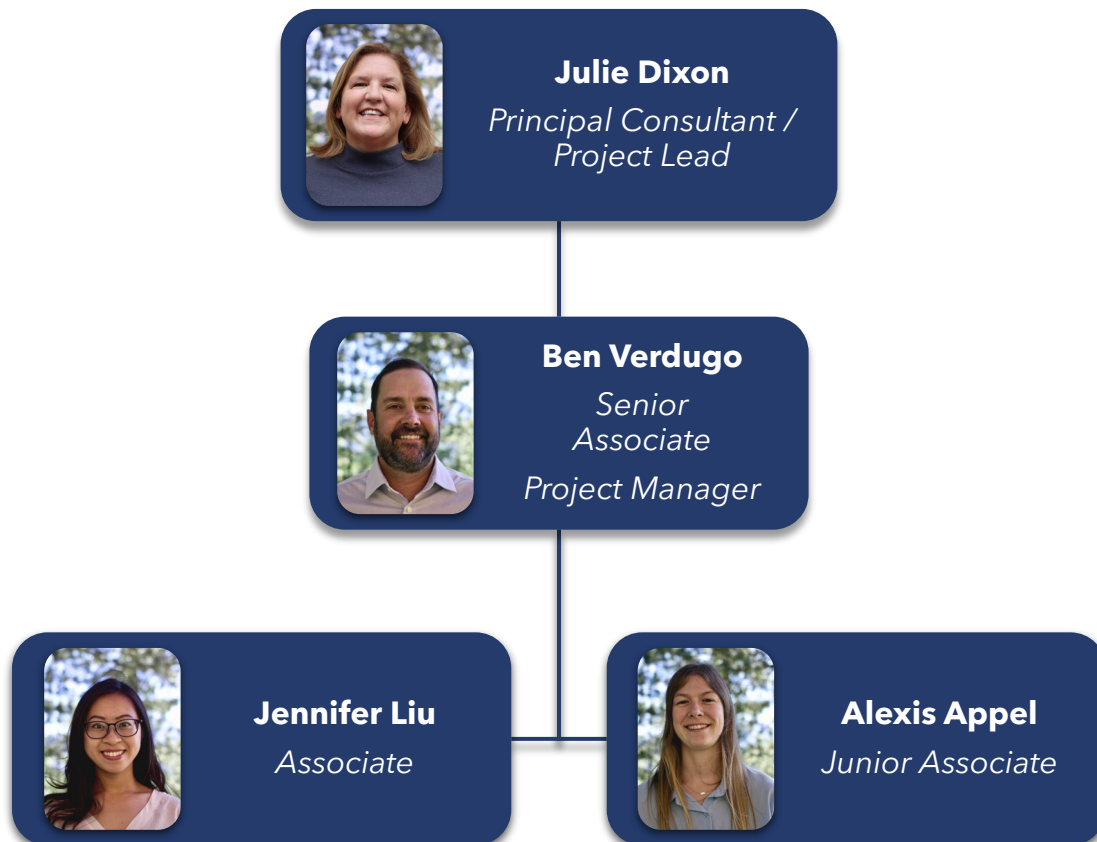 Julie Dixon
Principal Consultant /
Project Lead
Ben Verdugo
Senior
Associate
Project Manager
Jennifer Liu
Associate
Alexis Appel
Junior Associate